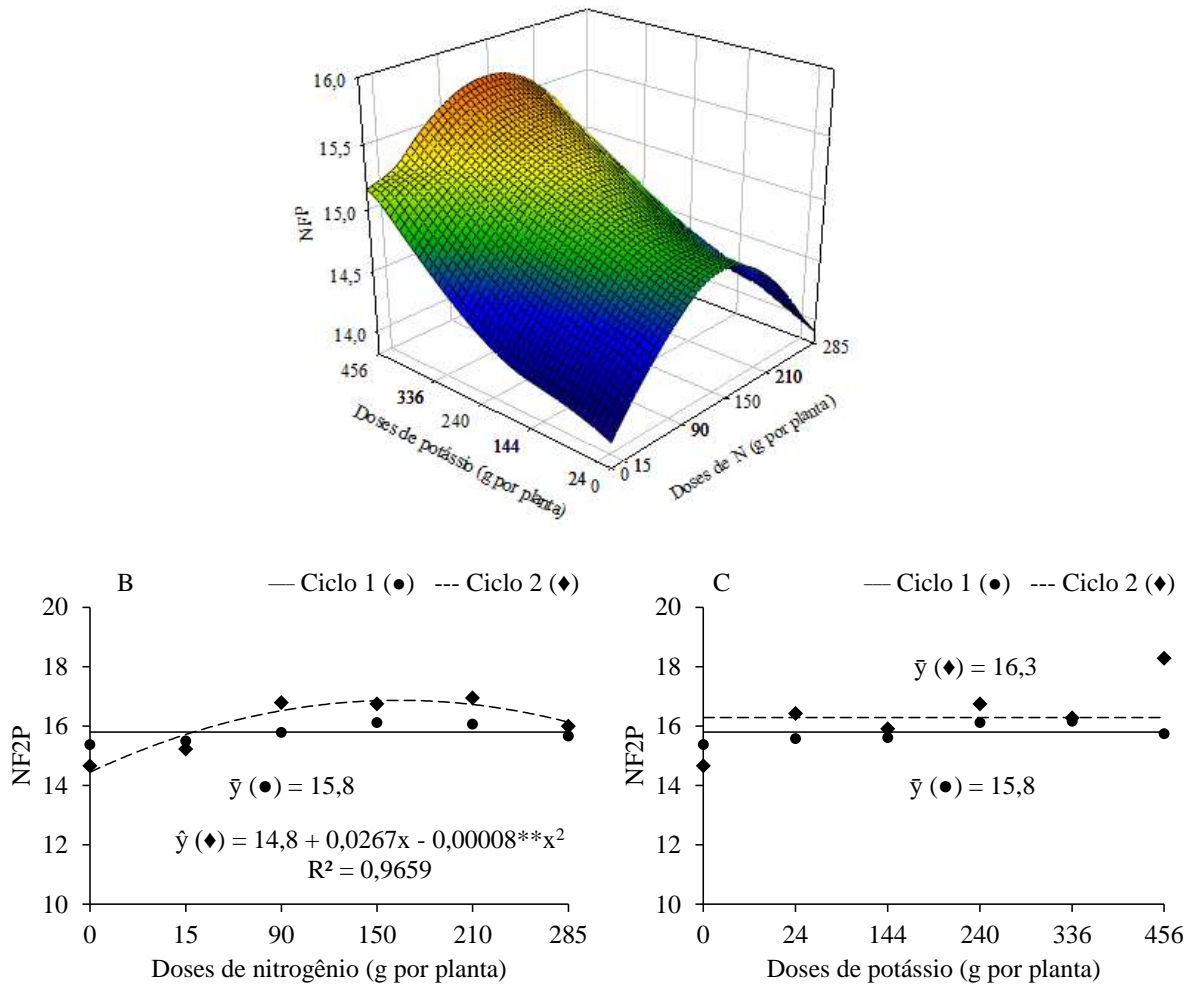 16,0
15,5
15,0
14,5
14,0
NFP
456
336
240
144
24 0
Doses de potássio (g por planta)
0 15
90
150
210
285
Doses de N (g por planta)
B
Ciclo 1 (●) --- Ciclo 2 (♦)
20
18
16
14
12
10
NF2P
ȳ (●) = 15,8
ŷ (♦) = 14,8 + 0,0267x - 0,00008**x²
R² = 0,9659
0 15 90 150 210 285
Doses de nitrogênio (g por planta)
C
Ciclo 1 (●) --- Ciclo 2 (♦)
20
18
16
14
12
10
NF2P
ȳ (♦) = 16,3
ȳ (●) = 15,8
0 24 144 240 336 456
Doses de potássio (g por planta)